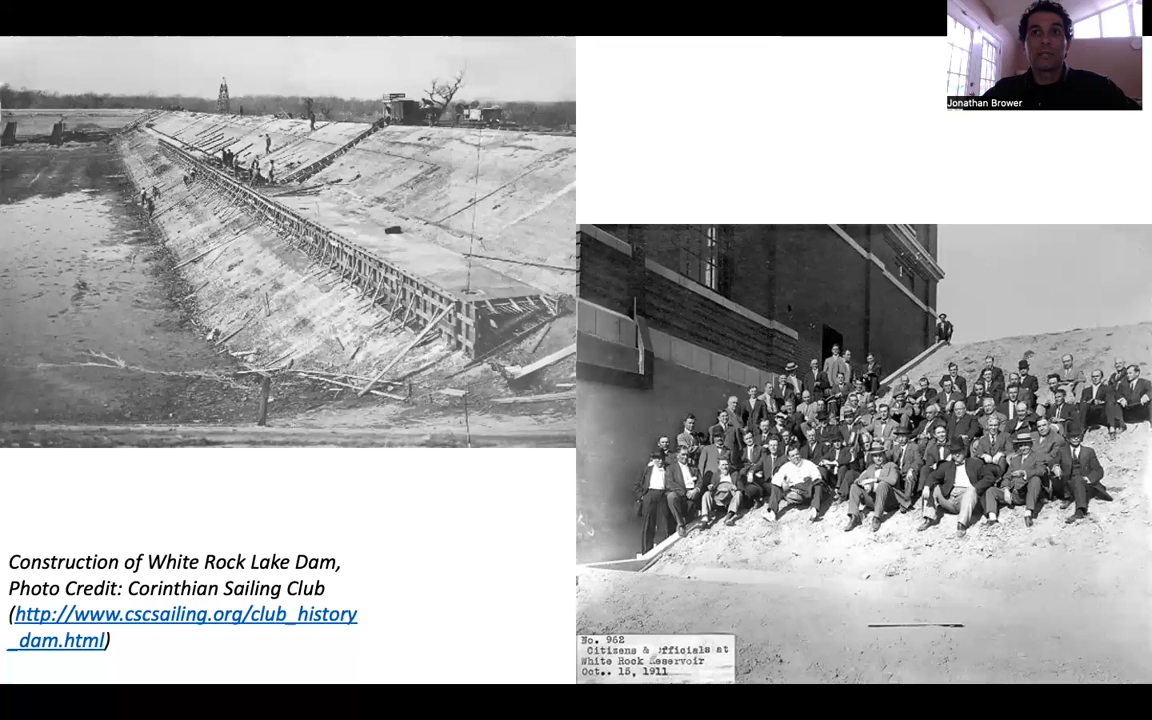 Jonathan Brower
Construction of White Rock Lake Dam,
Photo Credit: Corinthian Sailing Club
(http://www.cscsailing.org/club_history
_dam.html)
No. 962
Citizens & Officials at
White Rock Reservoir
Oct.. 15, 1911